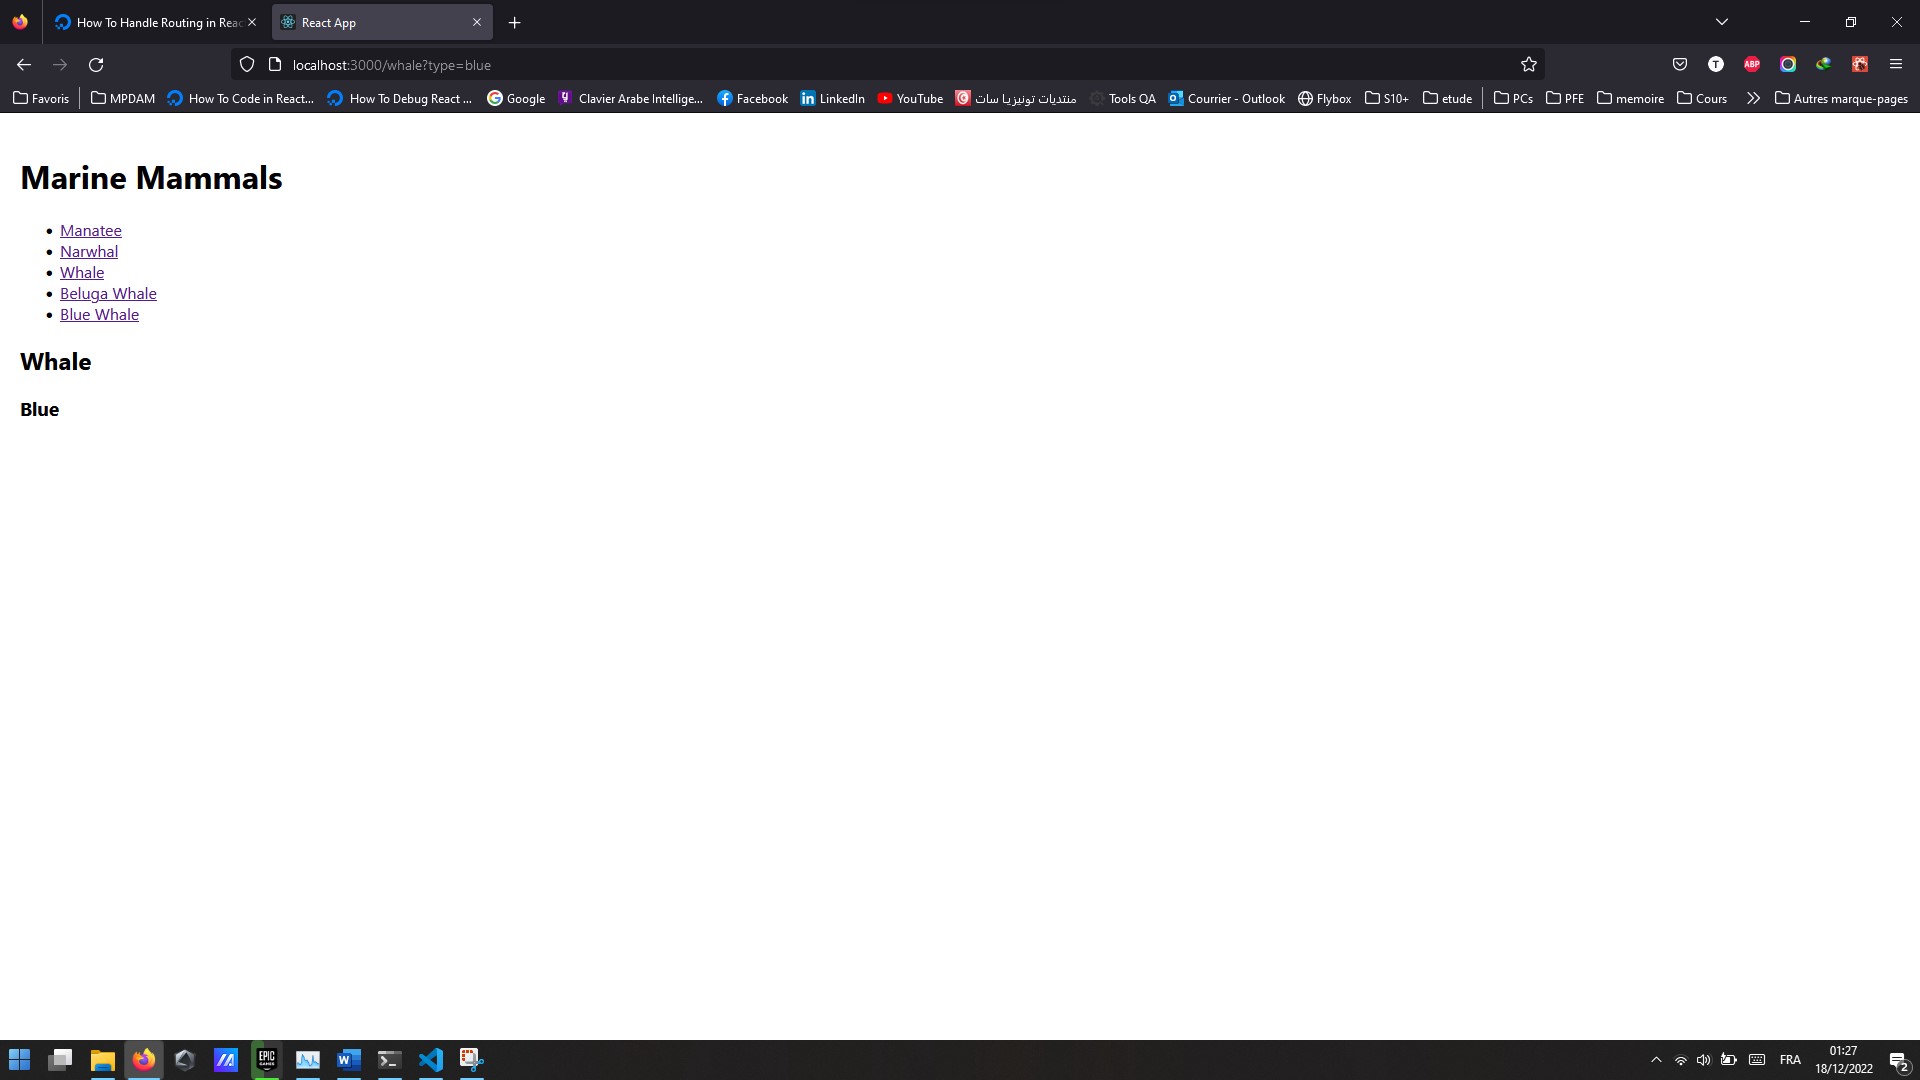 How To Handle Routing in Reac
React App
localhost:3000/whale?type=blue
T
ABP
Favoris
MPDAM
How To Code in React...
How To Debug React ...
Google
Clavier Arabe Intellige...
Facebook
LinkedIn
YouTube
منتديات تونيزيا سات
Tools QA
Courrier - Outlook
Flybox
S10+
etude
PCs
PFE
memoire
Cours
Autres marque-pages
Marine Mammals
Manatee
Narwhal
Whale
Beluga Whale
Blue Whale
Whale
Blue
EPIC
GAMES
W
FRA
01:27
18/12/2022
2